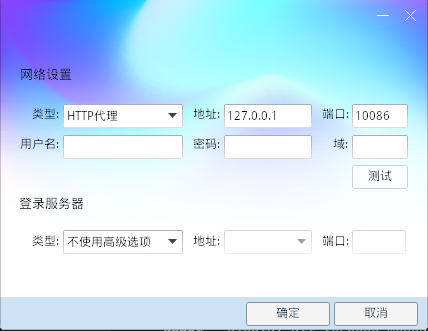 网络设置
类型: HTTP代理 地址: 127.0.0.1 端口: 10086
用户名: 密码: 域:
测试
登录服务器
类型: 不使用高级选项 地址: 端口:
确定 取消